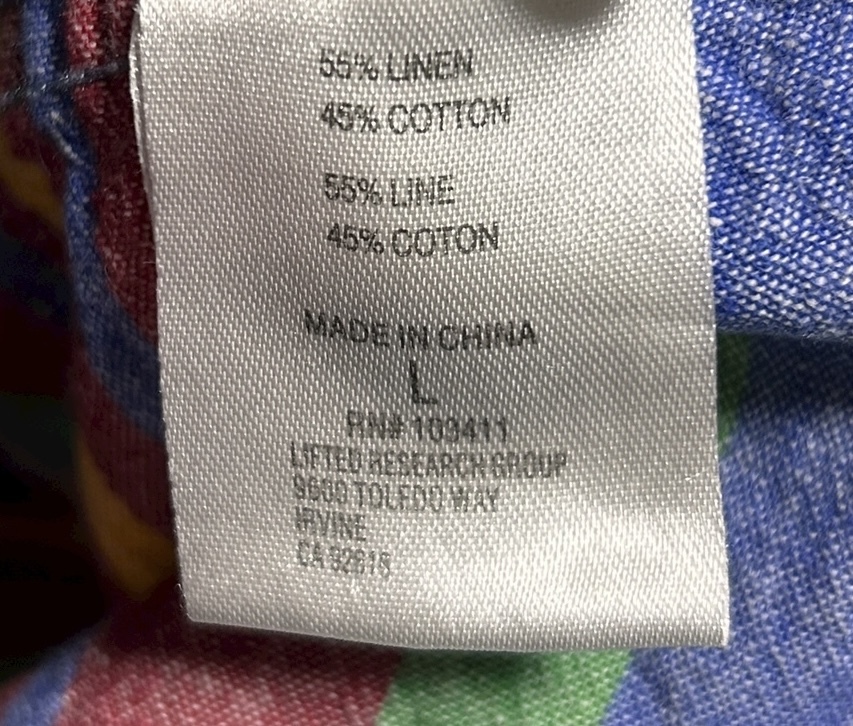 55% LINEN
45% COTTON
55% LINE
45% COTON
MADE IN CHINA
L
RN# 109411
LIFTED RESEARCH GROUP
9600 TOLEDO WAY
IRVINE
CA 92618